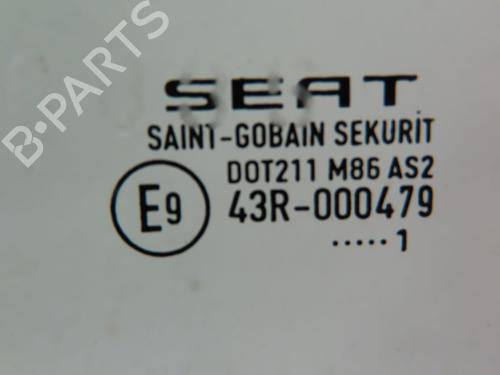 SEAT
SAINT-GOBAIN SEKURIT
DOT211 M86 AS2
E9 43R-000479
..... 1
B-PARTS